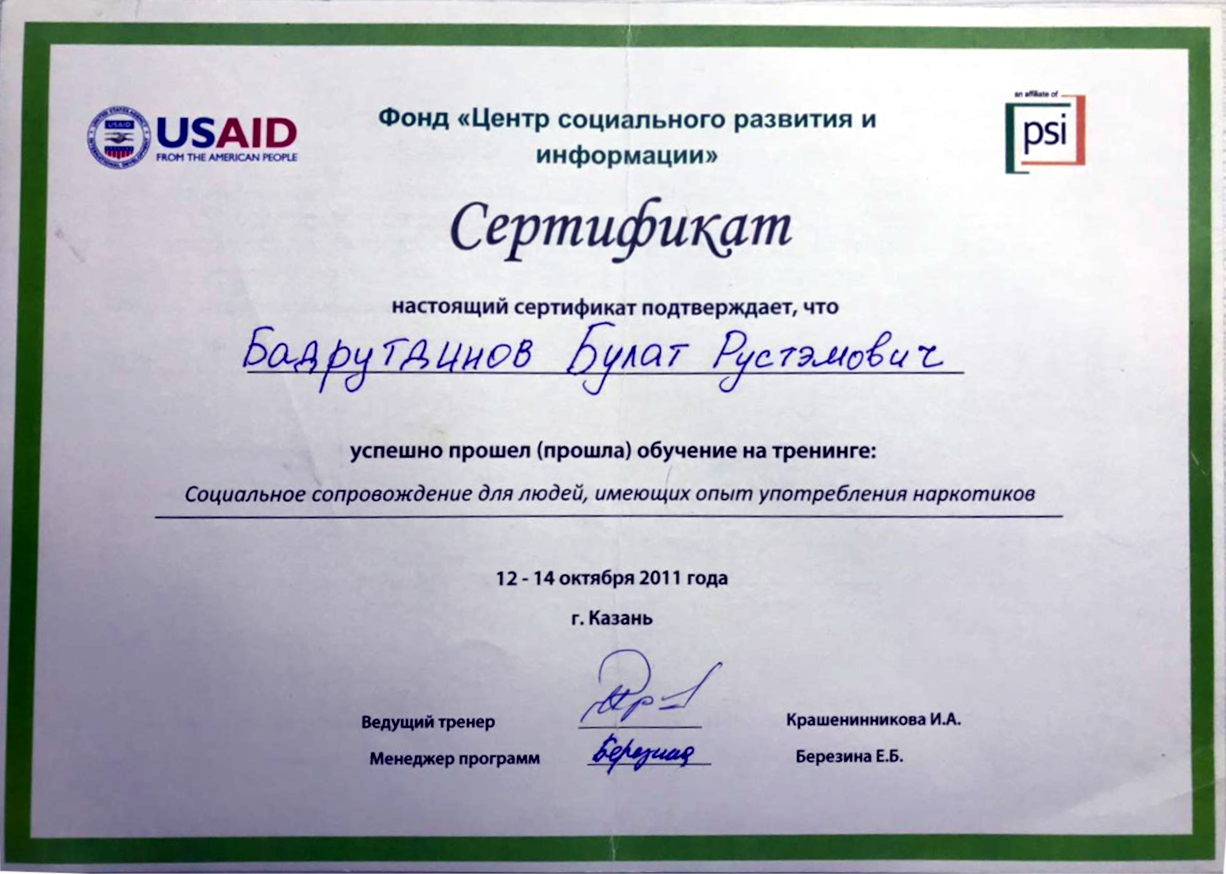 USAID
FROM THE AMERICAN PEOPLE
Фонд «Центр социального развития и
информации»
an affiliate of
psi
Сертификат
настоящий сертификат подтверждает, что
Бадрутдинов Булат Рустэмович
успешно прошел (прошла) обучение на тренинге:
Социальное сопровождение для людей, имеющих опыт употребления наркотиков
12 - 14 октября 2011 года
г. Казань
Ведущий тренер
Крашенинникова И.А.
Менеджер программ
Березина
Березина Е.Б.